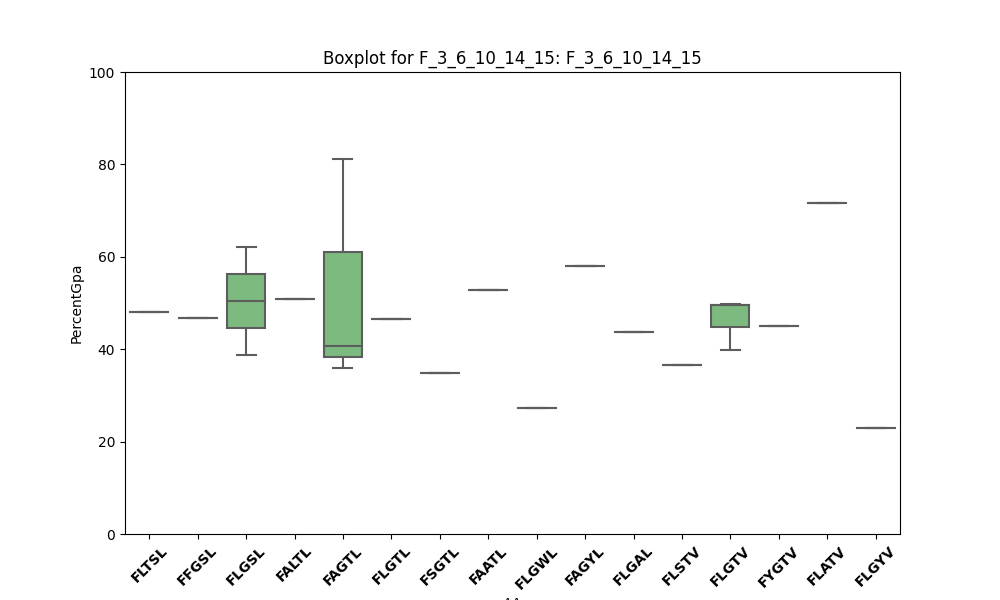 Boxplot for F_3_6_10_14_15: F_3_6_10_14_15
100
80
60
40
20
0
PercentGpa
FLTSL
FFGSL
FLGSL
FALTL
FAGTL
FLGTL
FSGTL
FAATL
FLGWL
FAGYL
FLGAL
FLSTV
FLGTV
FYGTV
FLATV
FLGYV